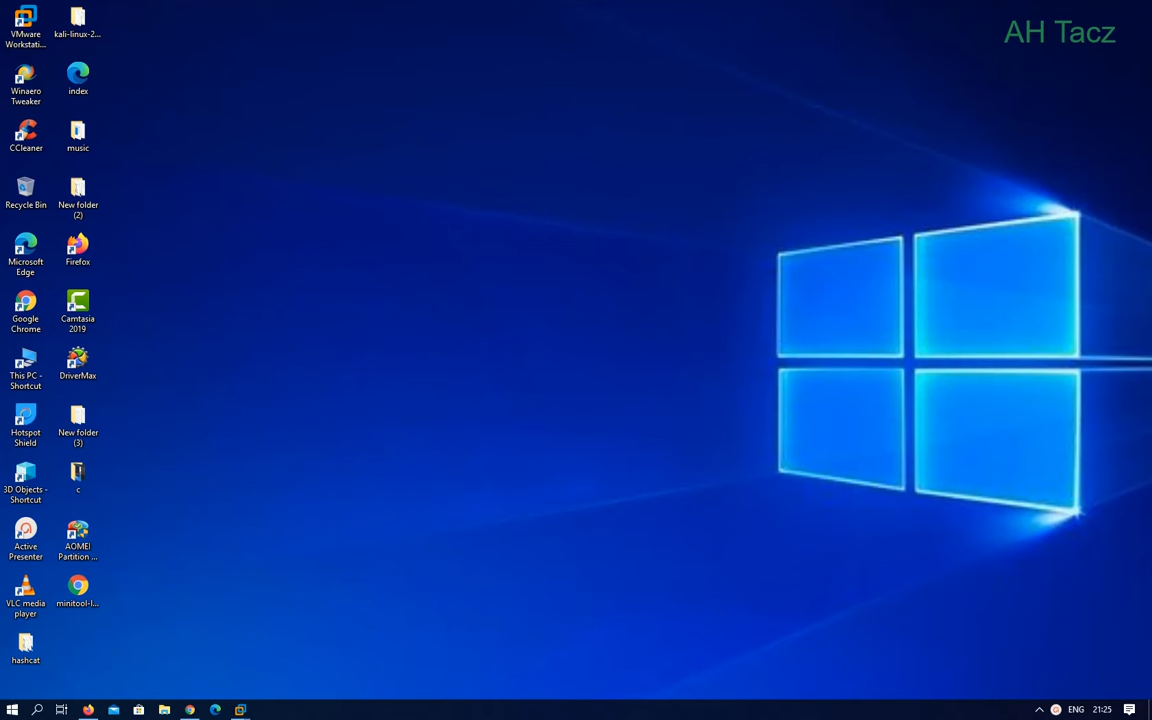 AH Tacz
VMware
Workstati...
kali-linux-2...
Winaero
Tweaker
index
CCleaner
music
Recycle Bin
New folder
(2)
Microsoft
Edge
Firefox
Google
Chrome
Camtasia
2019
This PC -
Shortcut
DriverMax
Hotspot
Shield
New folder
(3)
3D Objects -
Shortcut
c
Active
Presenter
AOMEI
Partition ...
VLC media
player
minitool-l...
hashcat
ENG
21:25